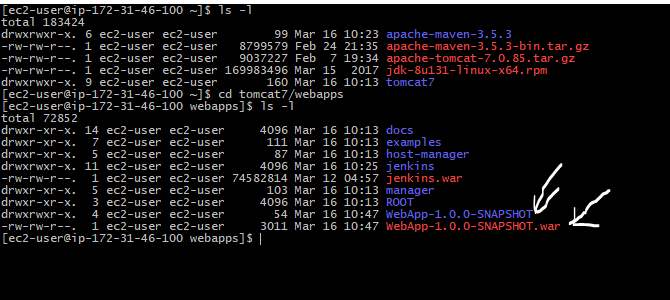 [ec2-user@ip-172-31-46-100 ~]$ ls -l
total 183424
drwxrwxr-x. 6 ec2-user ec2-user 99 Mar 16 10:23 apache-maven-3.5.3
-rw-rw-r--. 1 ec2-user ec2-user 8799579 Feb 24 21:35 apache-maven-3.5.3-bin.tar.gz
-rw-rw-r--. 1 ec2-user ec2-user 9037227 Feb 7 19:34 apache-tomcat-7.0.85.tar.gz
-rw-rw-r--. 1 ec2-user ec2-user 169983496 Mar 15 2017 jdk-8u131-linux-x64.rpm
drwxrwxr-x. 9 ec2-user ec2-user 160 Mar 16 10:13 tomcat7
[ec2-user@ip-172-31-46-100 ~]$ cd tomcat7/webapps
[ec2-user@ip-172-31-46-100 webapps]$ ls -l
total 72852
drwxr-xr-x. 14 ec2-user ec2-user 4096 Mar 16 10:13 docs
drwxr-xr-x. 7 ec2-user ec2-user 111 Mar 16 10:13 examples
drwxr-xr-x. 5 ec2-user ec2-user 87 Mar 16 10:13 host-manager
drwxrwxr-x. 11 ec2-user ec2-user 4096 Mar 16 10:25 jenkins
-rw-rw-r--. 1 ec2-user ec2-user 74582814 Mar 12 04:57 jenkins.war
drwxr-xr-x. 5 ec2-user ec2-user 103 Mar 16 10:13 manager
drwxr-xr-x. 3 ec2-user ec2-user 4096 Mar 16 10:13 ROOT
drwxrwxr-x. 4 ec2-user ec2-user 54 Mar 16 10:47 WebApp-1.0.0-SNAPSHOT
-rw-rw-r--. 1 ec2-user ec2-user 3011 Mar 16 10:47 WebApp-1.0.0-SNAPSHOT.war
[ec2-user@ip-172-31-46-100 webapps]$